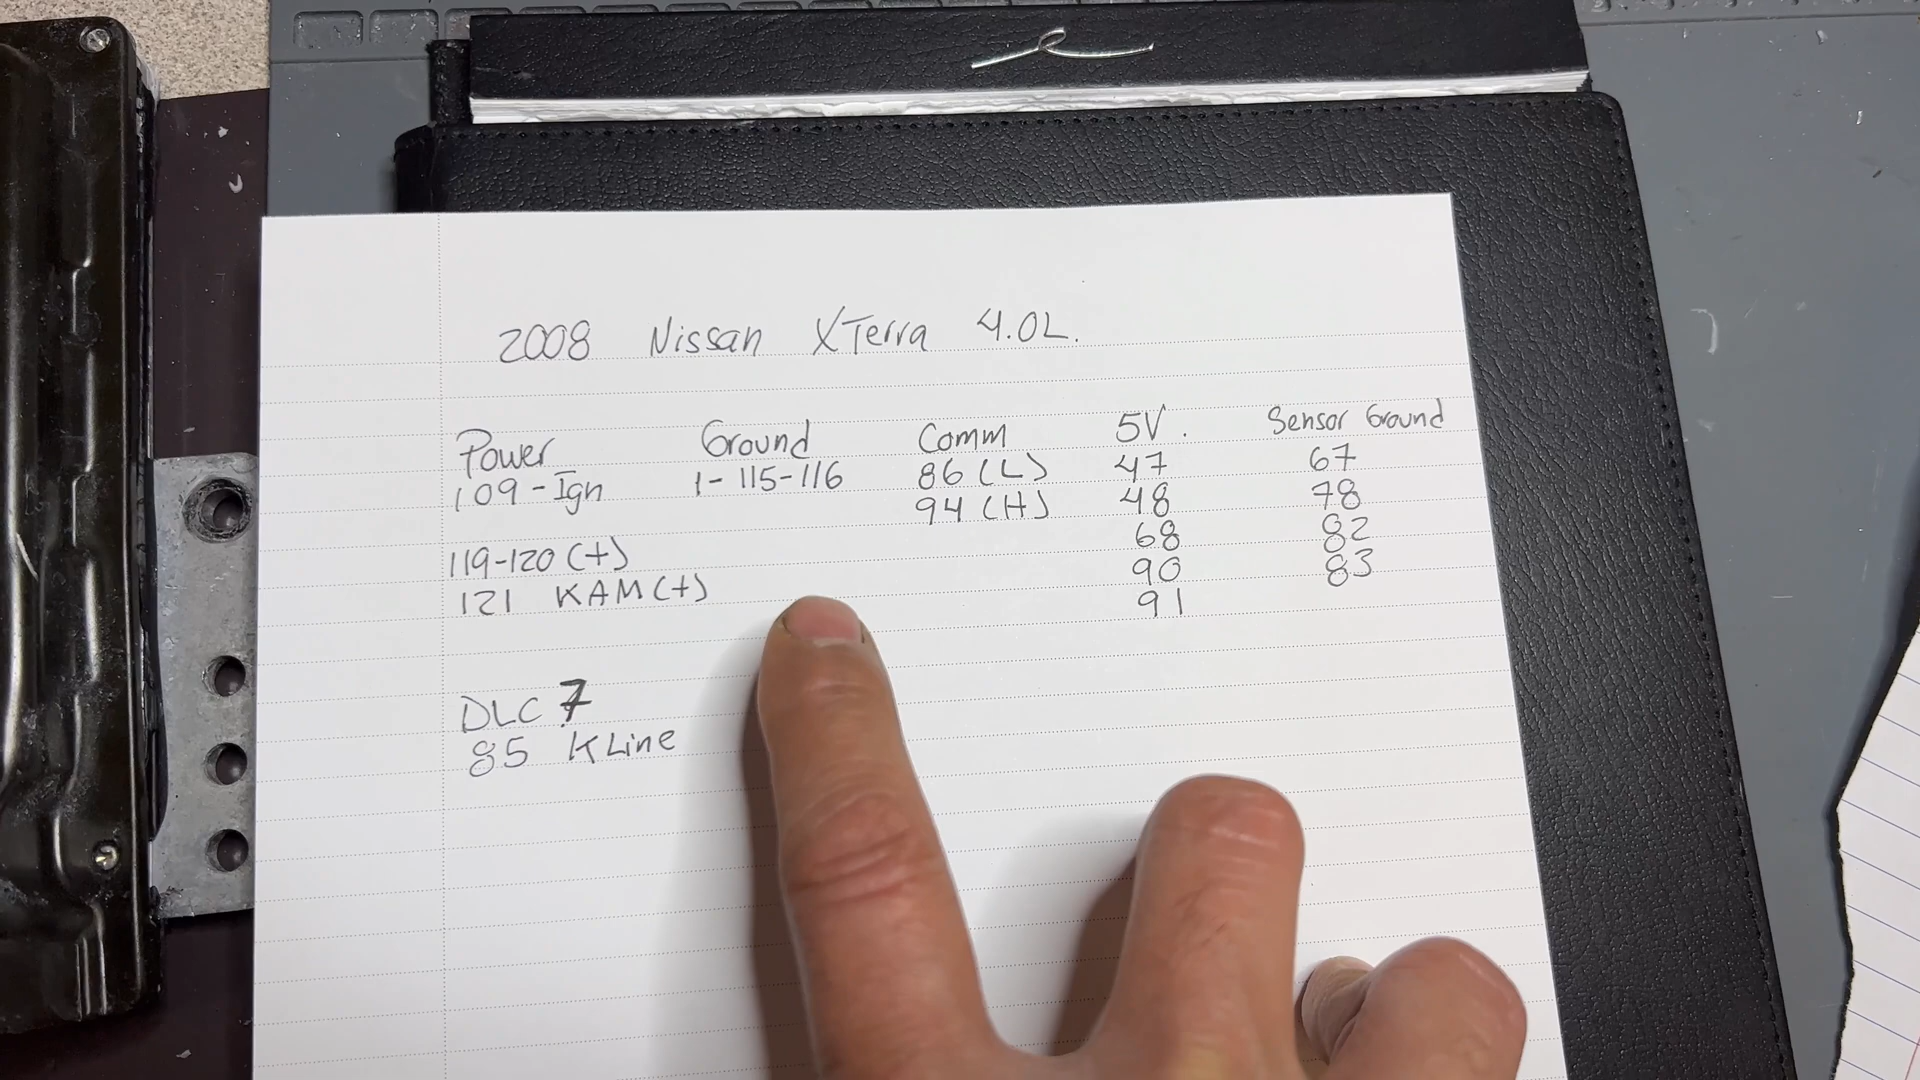 2008 Nissan XTerra 4.0L.
Power Ground Comm 5V. Sensor Ground
109-Ign 1-115-116 86(L) 47 67
94(H) 48 78
119-120(+) 68 82
121 KAM(+) 90 83
91
DLC 7
85 KLine